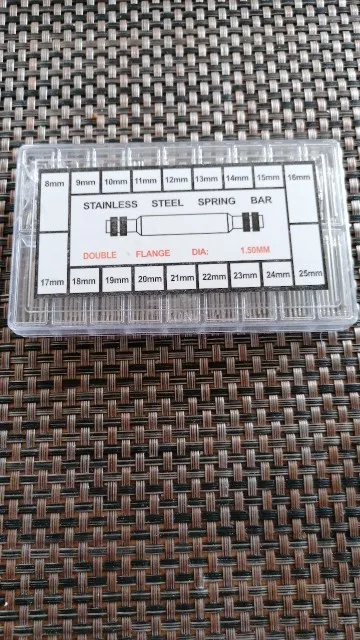 8mm 9mm 10mm 11mm 12mm 13mm 14mm 15mm 16mm
STAINLESS STEEL SPRING BAR
DOUBLE FLANGE DIA: 1.50MM
17mm 18mm 19mm 20mm 21mm 22mm 23mm 24mm 25mm